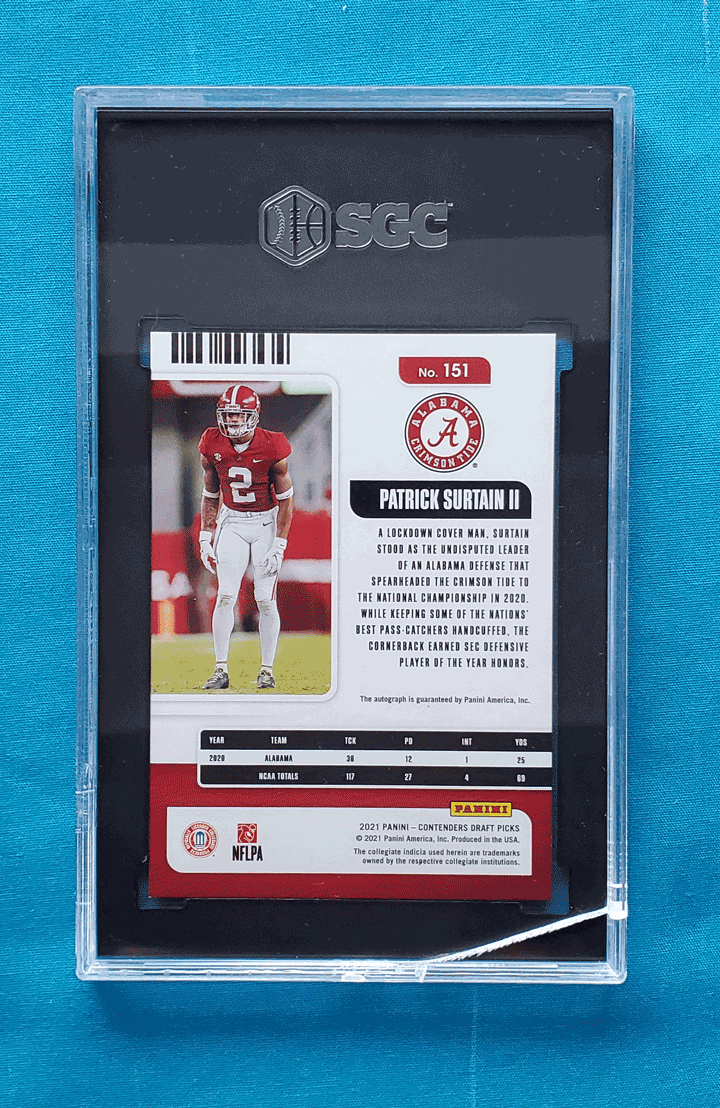 SGC
No. 151
ALABAMA
A
CRIMSON TIDE
®
2
PATRICK SURTAIN II
A LOCKDOWN COVER MAN, SURTAIN
STOOD AS THE UNDISPUTED LEADER
OF AN ALABAMA DEFENSE THAT
SPEARHEADED THE CRIMSON TIDE TO
THE NATIONAL CHAMPIONSHIP IN 2020.
WHILE KEEPING SOME OF THE NATIONS'
BEST PASS-CATCHERS HANDCUFFED, THE
CORNERBACK EARNED SEC DEFENSIVE
PLAYER OF THE YEAR HONORS.
The autograph is guaranteed by Panini America, Inc.
YEAR TEAM TCK PD INT YDS
2020 ALABAMA 38 12 1 25
NCAA TOTALS 117 27 4 69
PANINI
NFLPA
2021 PANINI – CONTENDERS DRAFT PICKS
© 2021 Panini America, Inc. Produced in the USA.
The collegiate indicia used herein are trademarks
owned by the respective collegiate institutions.